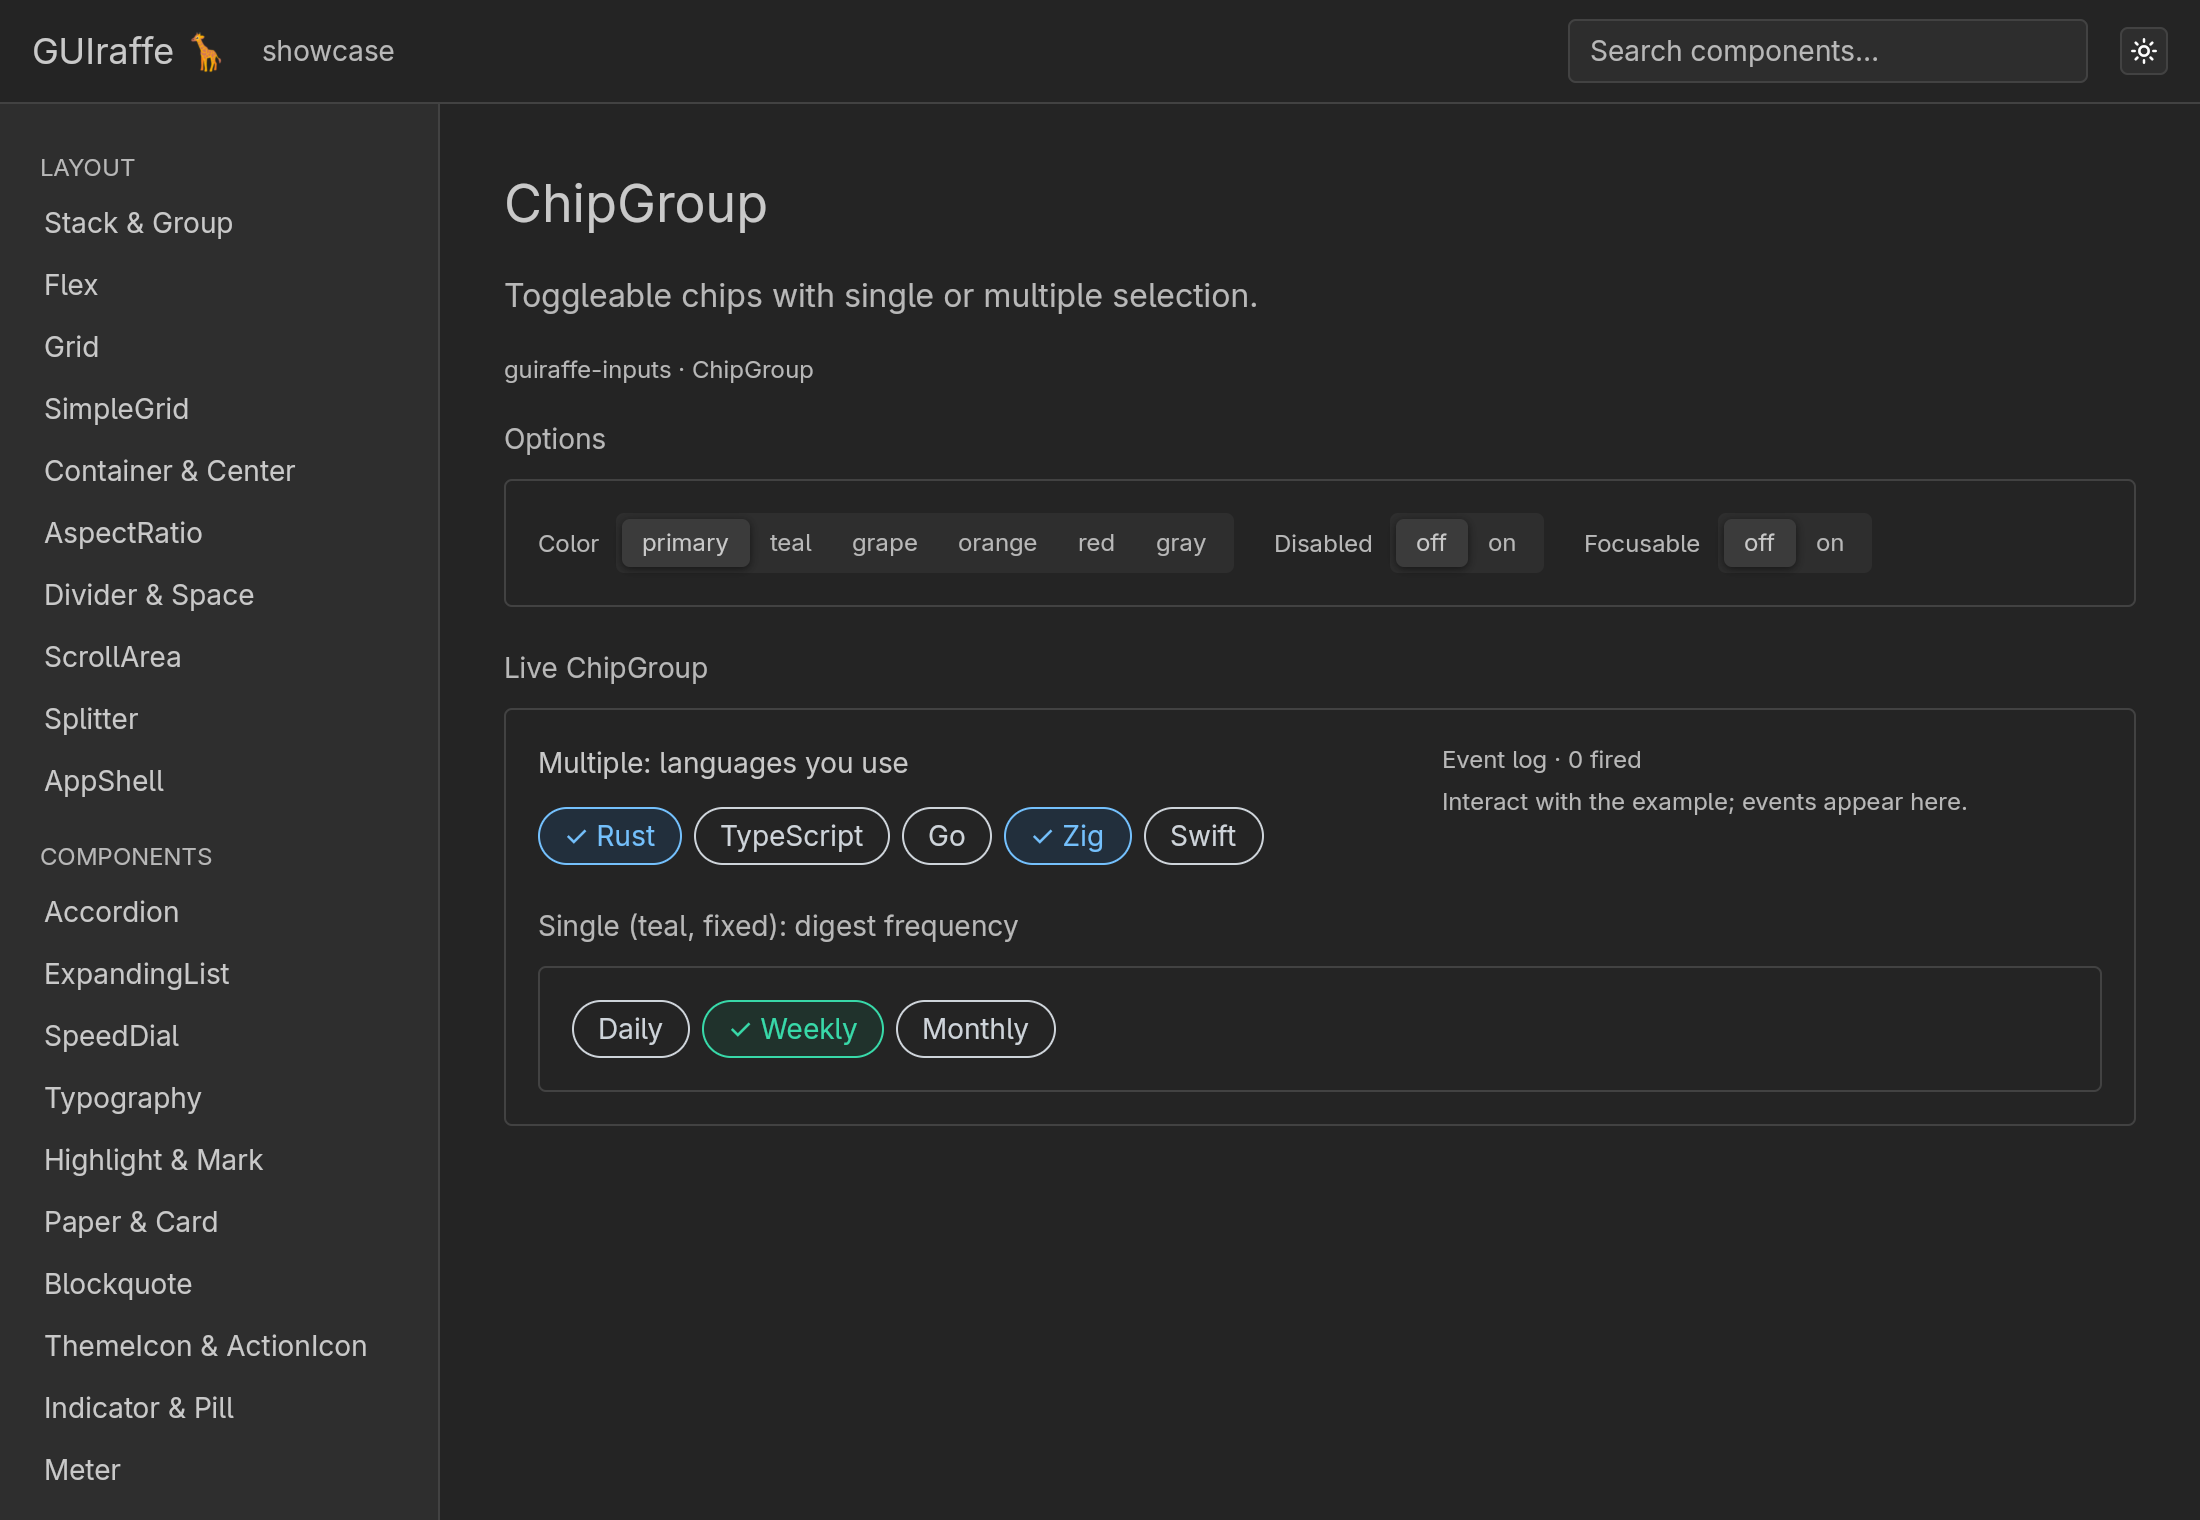 GUIraffe 🦒 showcase
Search components...
LAYOUT
Stack & Group
Flex
Grid
SimpleGrid
Container & Center
AspectRatio
Divider & Space
ScrollArea
Splitter
AppShell
COMPONENTS
Accordion
ExpandingList
SpeedDial
Typography
Highlight & Mark
Paper & Card
Blockquote
ThemeIcon & ActionIcon
Indicator & Pill
Meter
ChipGroup
Toggleable chips with single or multiple selection.
guiraffe-inputs · ChipGroup
Options
Color primary teal grape orange red gray Disabled off on Focusable off on
Live ChipGroup
Multiple: languages you use
✓ Rust TypeScript Go ✓ Zig Swift
Event log · 0 fired
Interact with the example; events appear here.
Single (teal, fixed): digest frequency
Daily ✓ Weekly Monthly